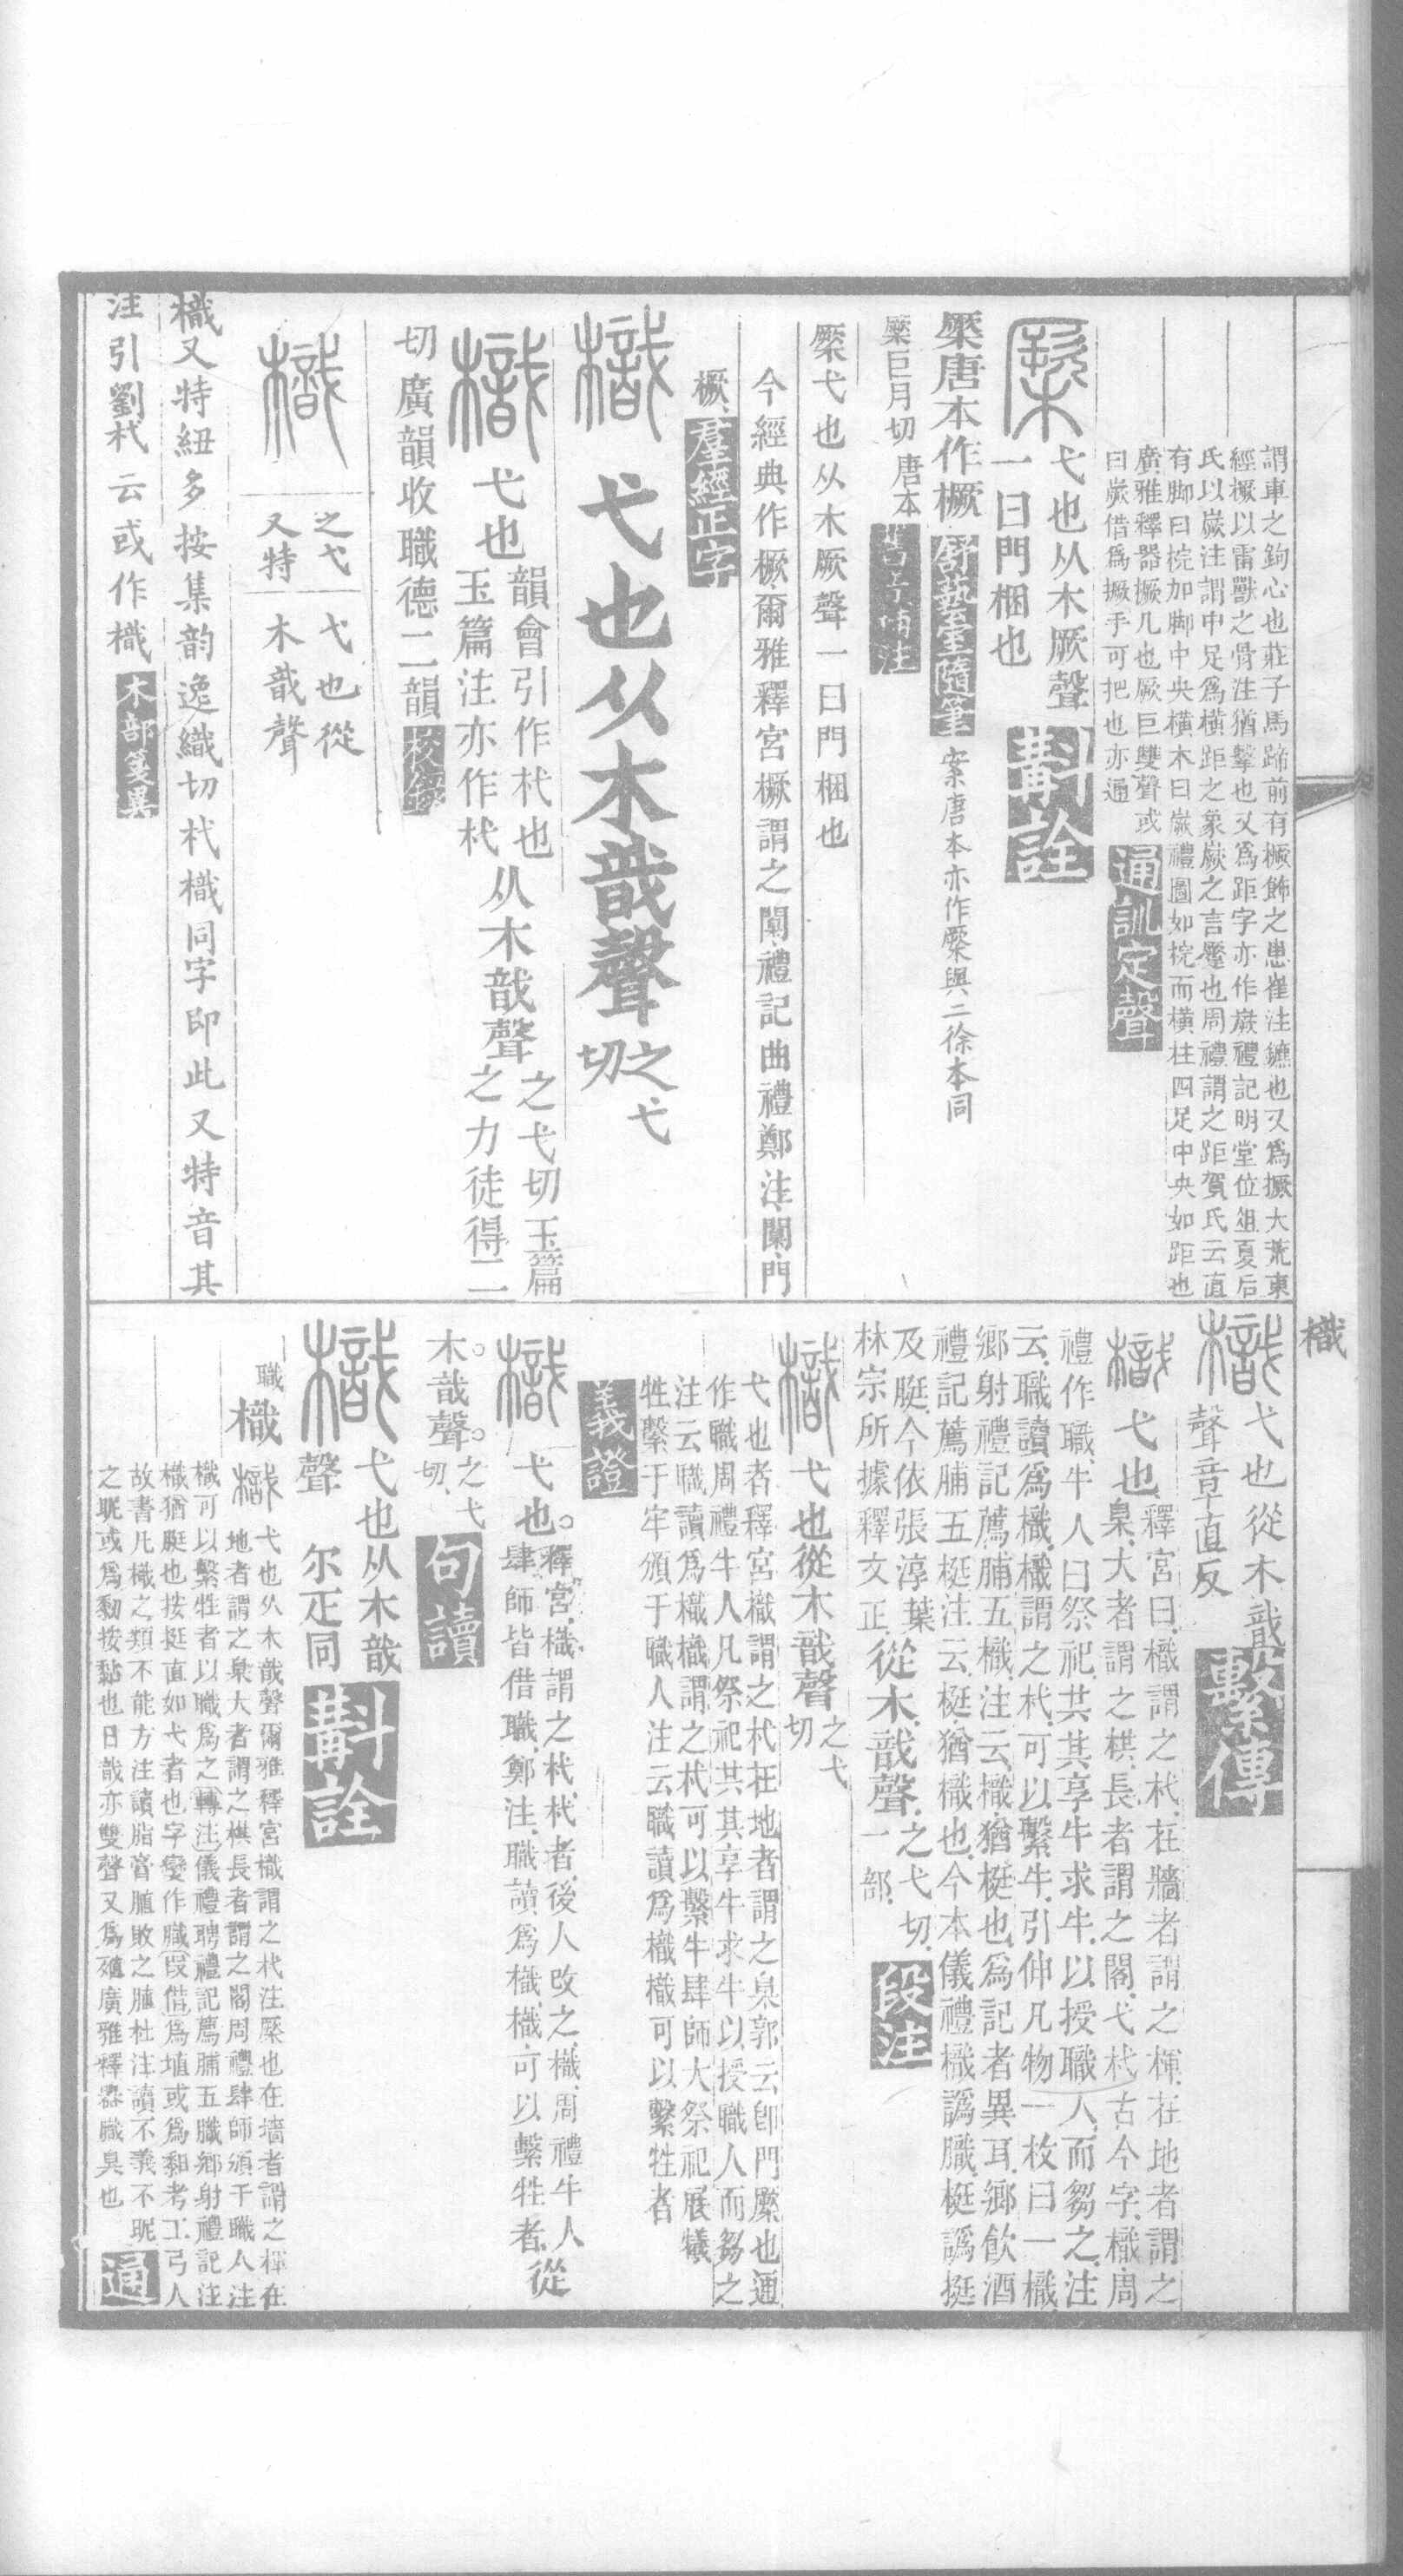 謂車之鉤心也莊子馬蹄前有橛飾之患崔注鑣也又爲撅大荒東
經橛以雷獸之骨注猶擊也又爲距字亦作嶡禮記明堂位俎夏后
氏以嶡注謂中足爲橫距之象嶡之言蹷也周禮謂之距賀氏云直
有脚曰梡加脚中央橫木曰嶡禮圖如梡而橫柱四足中央如距也
廣雅釋器橛几也厥巨雙聲或
曰嶡借爲撅手可把也亦通
通訓定聲
橜
弋也从木厥聲
一曰門梱也
斠詮
橜唐本作橛
舒藝室隨筆
案唐本亦作橜與二徐本同
橜巨月切
唐本
橜弋也从木厥聲一曰門梱也
今經典作橛爾雅釋宮橛謂之闑禮記曲禮鄭注闑門
橛
羣經正字
樴
弋也从木戠聲
之弋
切
樴
弋也
韻會引作杙也
玉篇注亦作杙
从木戠聲
之弋切玉篇
之力徒得二
切廣韻收職德二韻
校錄
樴
之弋
又特
弋也從
木戠聲
樴又特紐多按集韵逸織切杙樴同字卽此又特音其
注引劉杙云或作樴
木部箋異
樴
樴
弋也從木戠
聲章直反
繫傳
樴
弋也
釋宮曰樴謂之杙在牆者謂之楎在地者謂之
臬大者謂之栱長者謂之閣弋杙古今字樴周
禮作職牛人曰祭祀共其享牛求牛以授職人而芻之注
云職讀爲樴樴謂之杙可以繫牛引伸凡物一枚曰一樴
鄉射禮記薦脯五樴注云樴猶梃也爲記者異耳鄉飲酒
禮記薦脯五梃注云梃猶樴也今本儀禮樴譌膱梃譌挺
及脡今依張淳葉
林宗所據釋文正
從木戠聲
之弋切
一部
段注
樴
弋也從木戠聲
之弋
切
弋也者釋宮樴謂之杙在地者謂之臬郭云卽門橜也通
作職周禮牛人凡祭祀共其享牛求牛以授職人而芻之
注云職讀爲樴樴謂之杙可以繫牛肆師大祭祀展犧
牲繫于牢頒于職人注云職讀爲樴樴可以繫牲者
義證
樴
弋也
釋宮樴謂之杙杙者後人改之樴周禮牛人
肆師皆借職鄭注職讀爲樴樴可以繫牲者
從
木戠聲
之弋
切
句讀
樴
弋也从木戠
聲
尔疋同
斠詮
職
樴
樴
弋也从木戠聲爾雅釋宮樴謂之杙注橜也在墻者謂之楎在
地者謂之臬大者謂之栱長者謂之閣周禮肆師頒于職人注
樴可以繫牲者以職爲之轉注儀禮聘禮記薦脯五膱鄉射禮記注
樴猶脡也按挺直如弋者也字變作膱叚借爲埴或爲䵑考工弓人
故書凡樴之類不能方注讀脂膏䐈敗之䐈杜注讀不義不昵
之昵或爲䵑按黏也日戠亦雙聲又爲殖廣雅釋器膱臭也
通